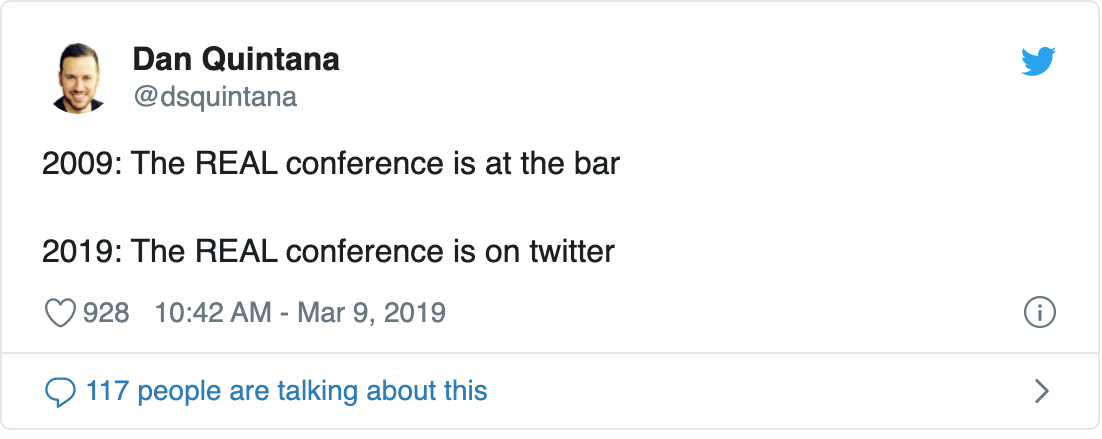 Dan Quintana
@dsquintana
2009: The REAL conference is at the bar
2019: The REAL conference is on twitter
928 10:42 AM - Mar 9, 2019
117 people are talking about this